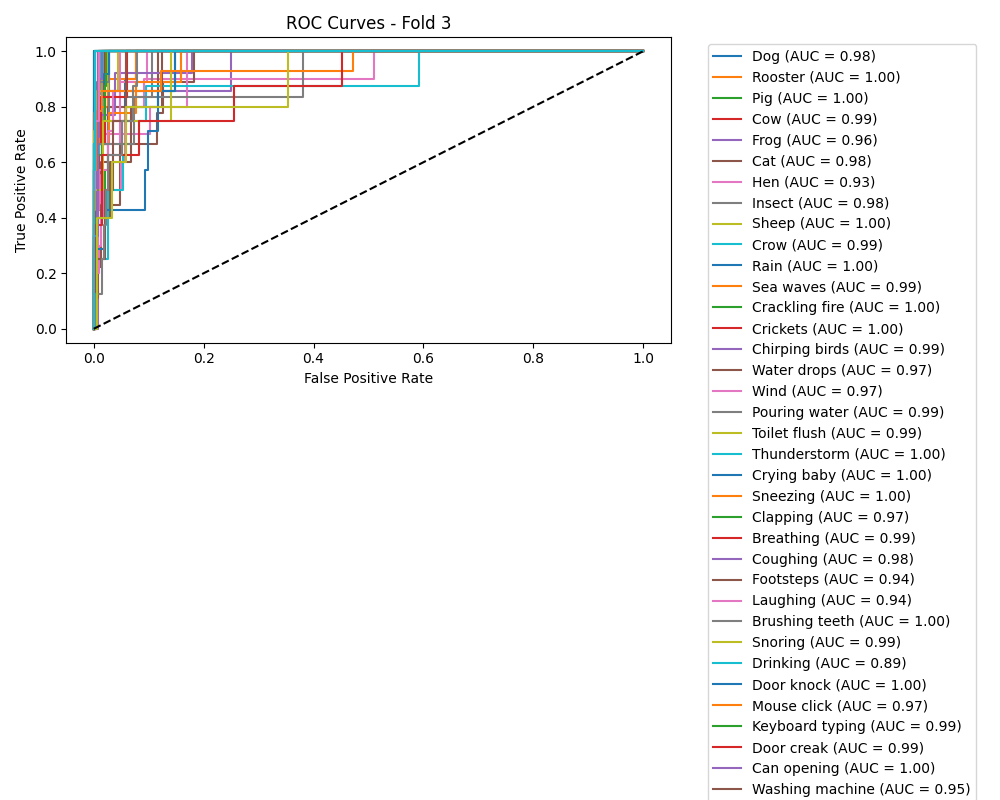 ROC Curves - Fold 3
True Positive Rate
1.0
0.8
0.6
0.4
0.2
0.0
0.0 0.2 0.4 0.6 0.8 1.0
False Positive Rate
Dog (AUC = 0.98)
Rooster (AUC = 1.00)
Pig (AUC = 1.00)
Cow (AUC = 0.99)
Frog (AUC = 0.96)
Cat (AUC = 0.98)
Hen (AUC = 0.93)
Insect (AUC = 0.98)
Sheep (AUC = 1.00)
Crow (AUC = 0.99)
Rain (AUC = 1.00)
Sea waves (AUC = 0.99)
Crackling fire (AUC = 1.00)
Crickets (AUC = 1.00)
Chirping birds (AUC = 0.99)
Water drops (AUC = 0.97)
Wind (AUC = 0.97)
Pouring water (AUC = 0.99)
Toilet flush (AUC = 0.99)
Thunderstorm (AUC = 1.00)
Crying baby (AUC = 1.00)
Sneezing (AUC = 1.00)
Clapping (AUC = 0.97)
Breathing (AUC = 0.99)
Coughing (AUC = 0.98)
Footsteps (AUC = 0.94)
Laughing (AUC = 0.94)
Brushing teeth (AUC = 1.00)
Snoring (AUC = 0.99)
Drinking (AUC = 0.89)
Door knock (AUC = 1.00)
Mouse click (AUC = 0.97)
Keyboard typing (AUC = 0.99)
Door creak (AUC = 0.99)
Can opening (AUC = 1.00)
Washing machine (AUC = 0.95)